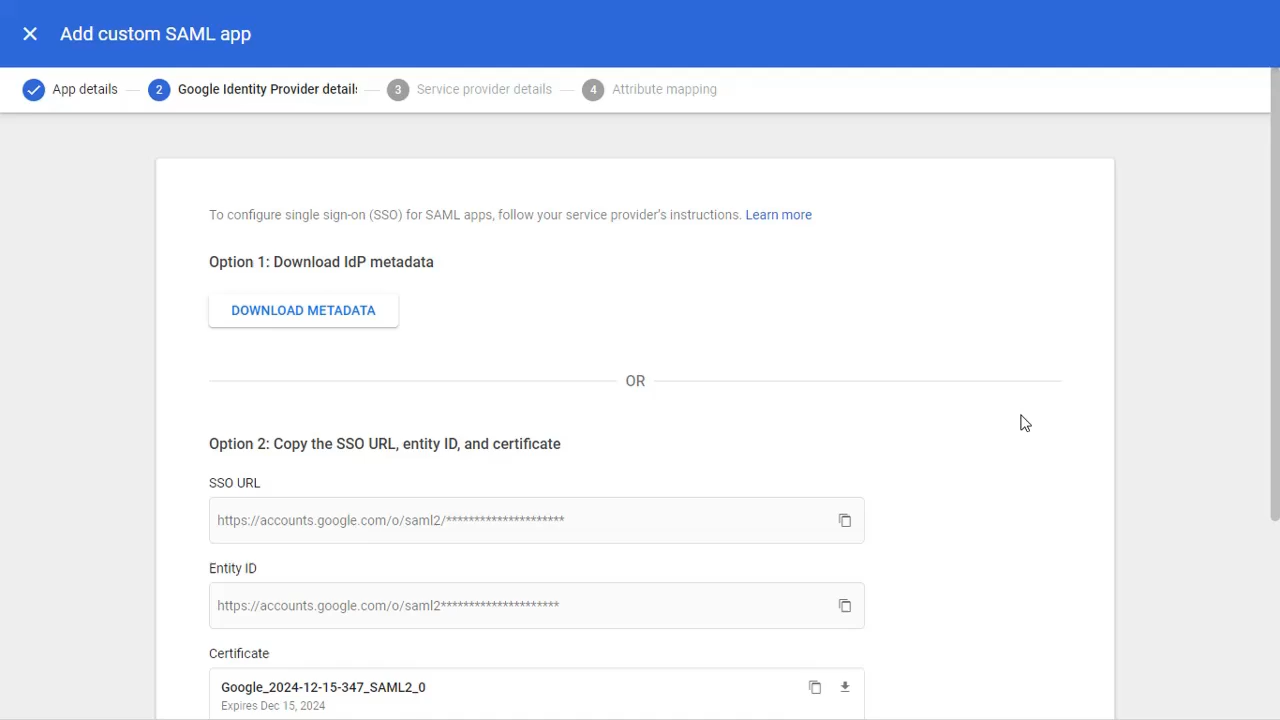 Add custom SAML app
App details
2 Google Identity Provider details
3 Service provider details
4 Attribute mapping
To configure single sign-on (SSO) for SAML apps, follow your service provider's instructions. Learn more
Option 1: Download IdP metadata
DOWNLOAD METADATA
OR
Option 2: Copy the SSO URL, entity ID, and certificate
SSO URL
https://accounts.google.com/o/saml2/*********************
Entity ID
https://accounts.google.com/o/saml2*********************
Certificate
Google_2024-12-15-347_SAML2_0
Expires Dec 15, 2024